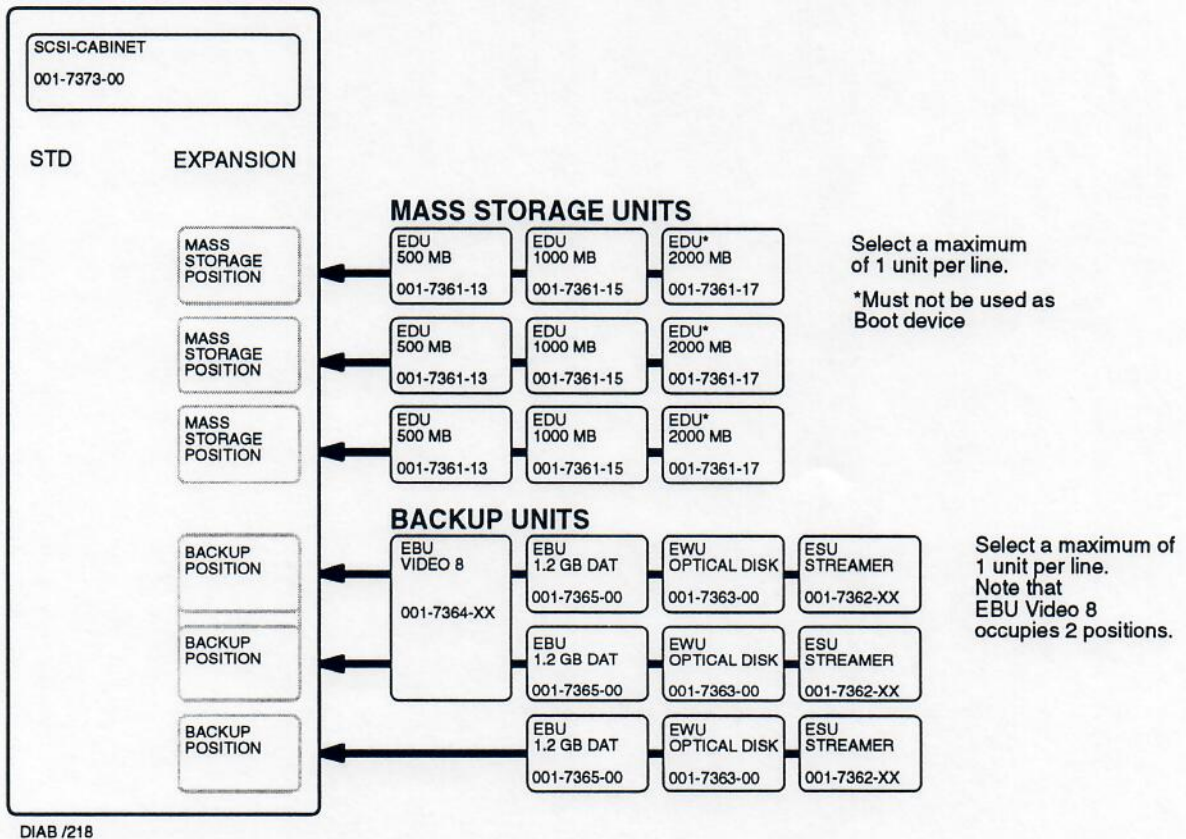 SCSI-CABINET
001-7373-00
STD
EXPANSION
MASS STORAGE UNITS
MASS
STORAGE
POSITION
EDU
500 MB
001-7361-13
EDU
1000 MB
001-7361-15
EDU*
2000 MB
001-7361-17
Select a maximum
of 1 unit per line.
*Must not be used as
Boot device
MASS
STORAGE
POSITION
EDU
500 MB
001-7361-13
EDU
1000 MB
001-7361-15
EDU*
2000 MB
001-7361-17
MASS
STORAGE
POSITION
EDU
500 MB
001-7361-13
EDU
1000 MB
001-7361-15
EDU*
2000 MB
001-7361-17
BACKUP UNITS
BACKUP
POSITION
EBU
VIDEO 8
001-7364-XX
EBU
1.2 GB DAT
001-7365-00
EWU
OPTICAL DISK
001-7363-00
ESU
STREAMER
001-7362-XX
Select a maximum of
1 unit per line.
Note that
EBU Video 8
occupies 2 positions.
BACKUP
POSITION
EBU
1.2 GB DAT
001-7365-00
EWU
OPTICAL DISK
001-7363-00
ESU
STREAMER
001-7362-XX
BACKUP
POSITION
EBU
1.2 GB DAT
001-7365-00
EWU
OPTICAL DISK
001-7363-00
ESU
STREAMER
001-7362-XX
DIAB /218